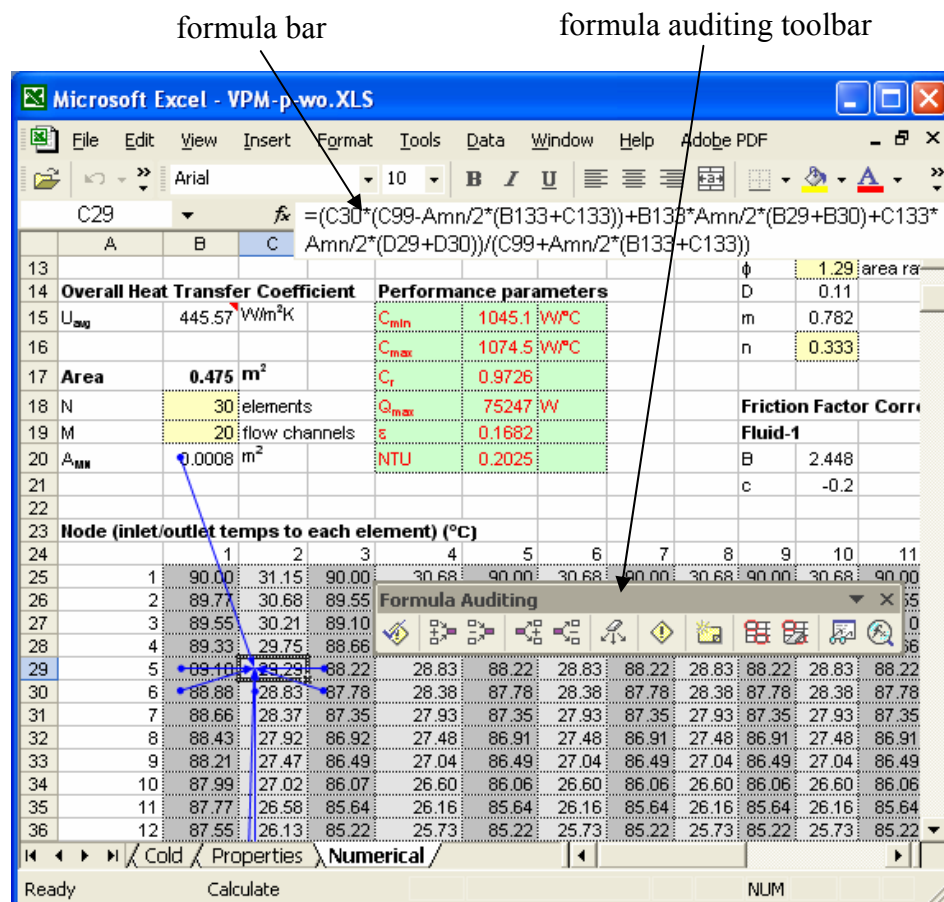 formula bar formula auditing toolbar
Microsoft Excel - VPM-p-wo.XLS
File Edit View Insert Format Tools Data Window Help Adobe PDF
Arial 10 B I U A
C29 fx =(C30*(C99-Amn/2*(B133+C133))+B133*Amn/2*(B29+B30)+C133*
Amn/2*(D29+D30))/(C99+Amn/2*(B133+C133))
A B C
13 ϕ 1.29 area ra
14 Overall Heat Transfer Coefficient Performance parameters D 0.11
15 Uavg 445.57 W/m²K Cmin 1045.1 W/ºC m 0.782
16 Cmax 1074.5 W/ºC n 0.333
17 Area 0.475 m² Cr 0.9726
18 N 30 elements Qmax 75247 W Friction Factor Corre
19 M 20 flow channels ε 0.1682 Fluid-1
20 AMN 0.0008 m² NTU 0.2025 B 2.448
21 c -0.2
22
23 Node (inlet/outlet temps to each element) (ºC)
24 1 2 3 4 5 6 7 8 9 10 11
25 1 90.00 31.15 90.00 30.68 90.00 30.68 90.00 30.68 90.00 30.68 90.00
26 2 89.77 30.68 89.55 Formula Auditing 55
27 3 89.55 30.21 89.10 0
28 4 89.33 29.75 88.66 66
29 5 89.10 29.29 88.22 28.83 88.22 28.83 88.22 28.83 88.22 28.83 88.22
30 6 88.88 28.83 87.78 28.38 87.78 28.38 87.78 28.38 87.78 28.38 87.78
31 7 88.66 28.37 87.35 27.93 87.35 27.93 87.35 27.93 87.35 27.93 87.35
32 8 88.43 27.92 86.92 27.48 86.91 27.48 86.91 27.48 86.91 27.48 86.91
33 9 88.21 27.47 86.49 27.04 86.49 27.04 86.49 27.04 86.49 27.04 86.49
34 10 87.99 27.02 86.07 26.60 86.06 26.60 86.06 26.60 86.06 26.60 86.06
35 11 87.77 26.58 85.64 26.16 85.64 26.16 85.64 26.16 85.64 26.16 85.64
36 12 87.55 26.13 85.22 25.73 85.22 25.73 85.22 25.73 85.22 25.73 85.22
Cold Properties Numerical
Ready Calculate NUM